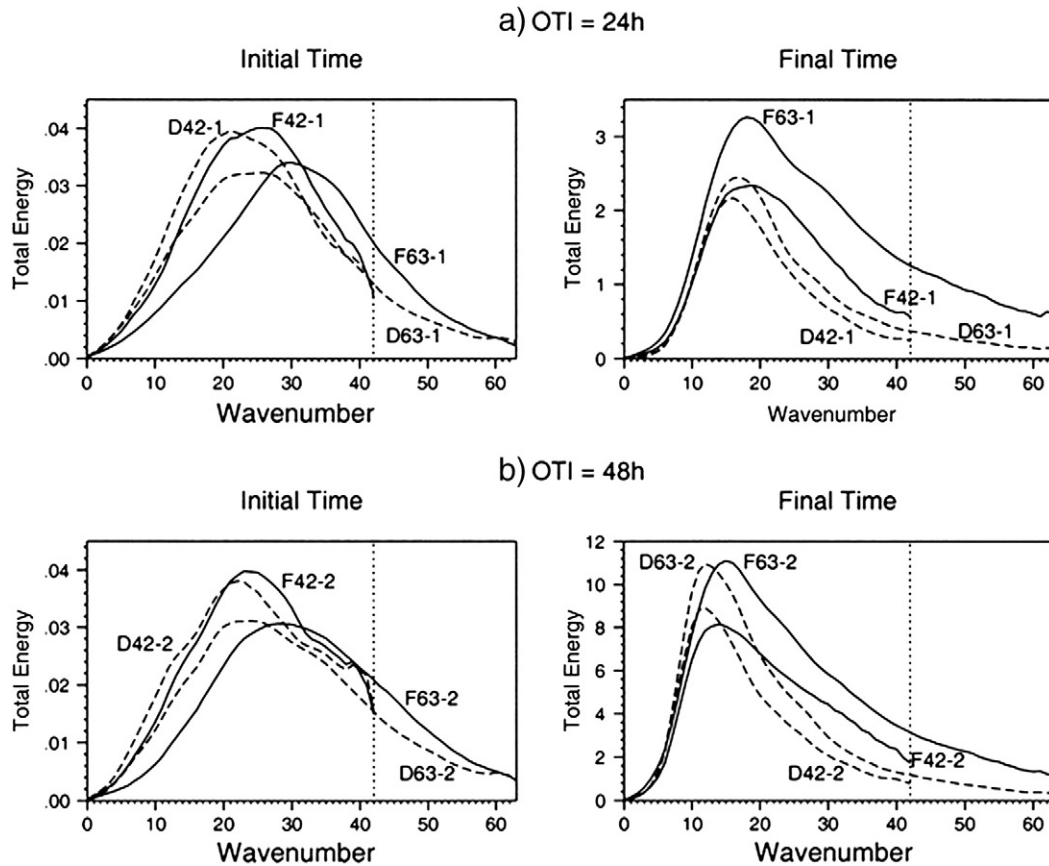 a) OTI = 24h
Initial Time
Final Time
Total Energy
.04
.03
.02
.01
.00
D42-1
F42-1
F63-1
D63-1
0 10 20 30 40 50 60
Wavenumber
Total Energy
3
2
1
0
F63-1
F42-1
D42-1
D63-1
0 10 20 30 40 50 60
Wavenumber
b) OTI = 48h
Initial Time
Final Time
Total Energy
.04
.03
.02
.01
.00
F42-2
D42-2
F63-2
D63-2
0 10 20 30 40 50 60
Wavenumber
Total Energy
12
10
8
6
4
2
0
D63-2
F63-2
D42-2
F42-2
0 10 20 30 40 50 60
Wavenumber